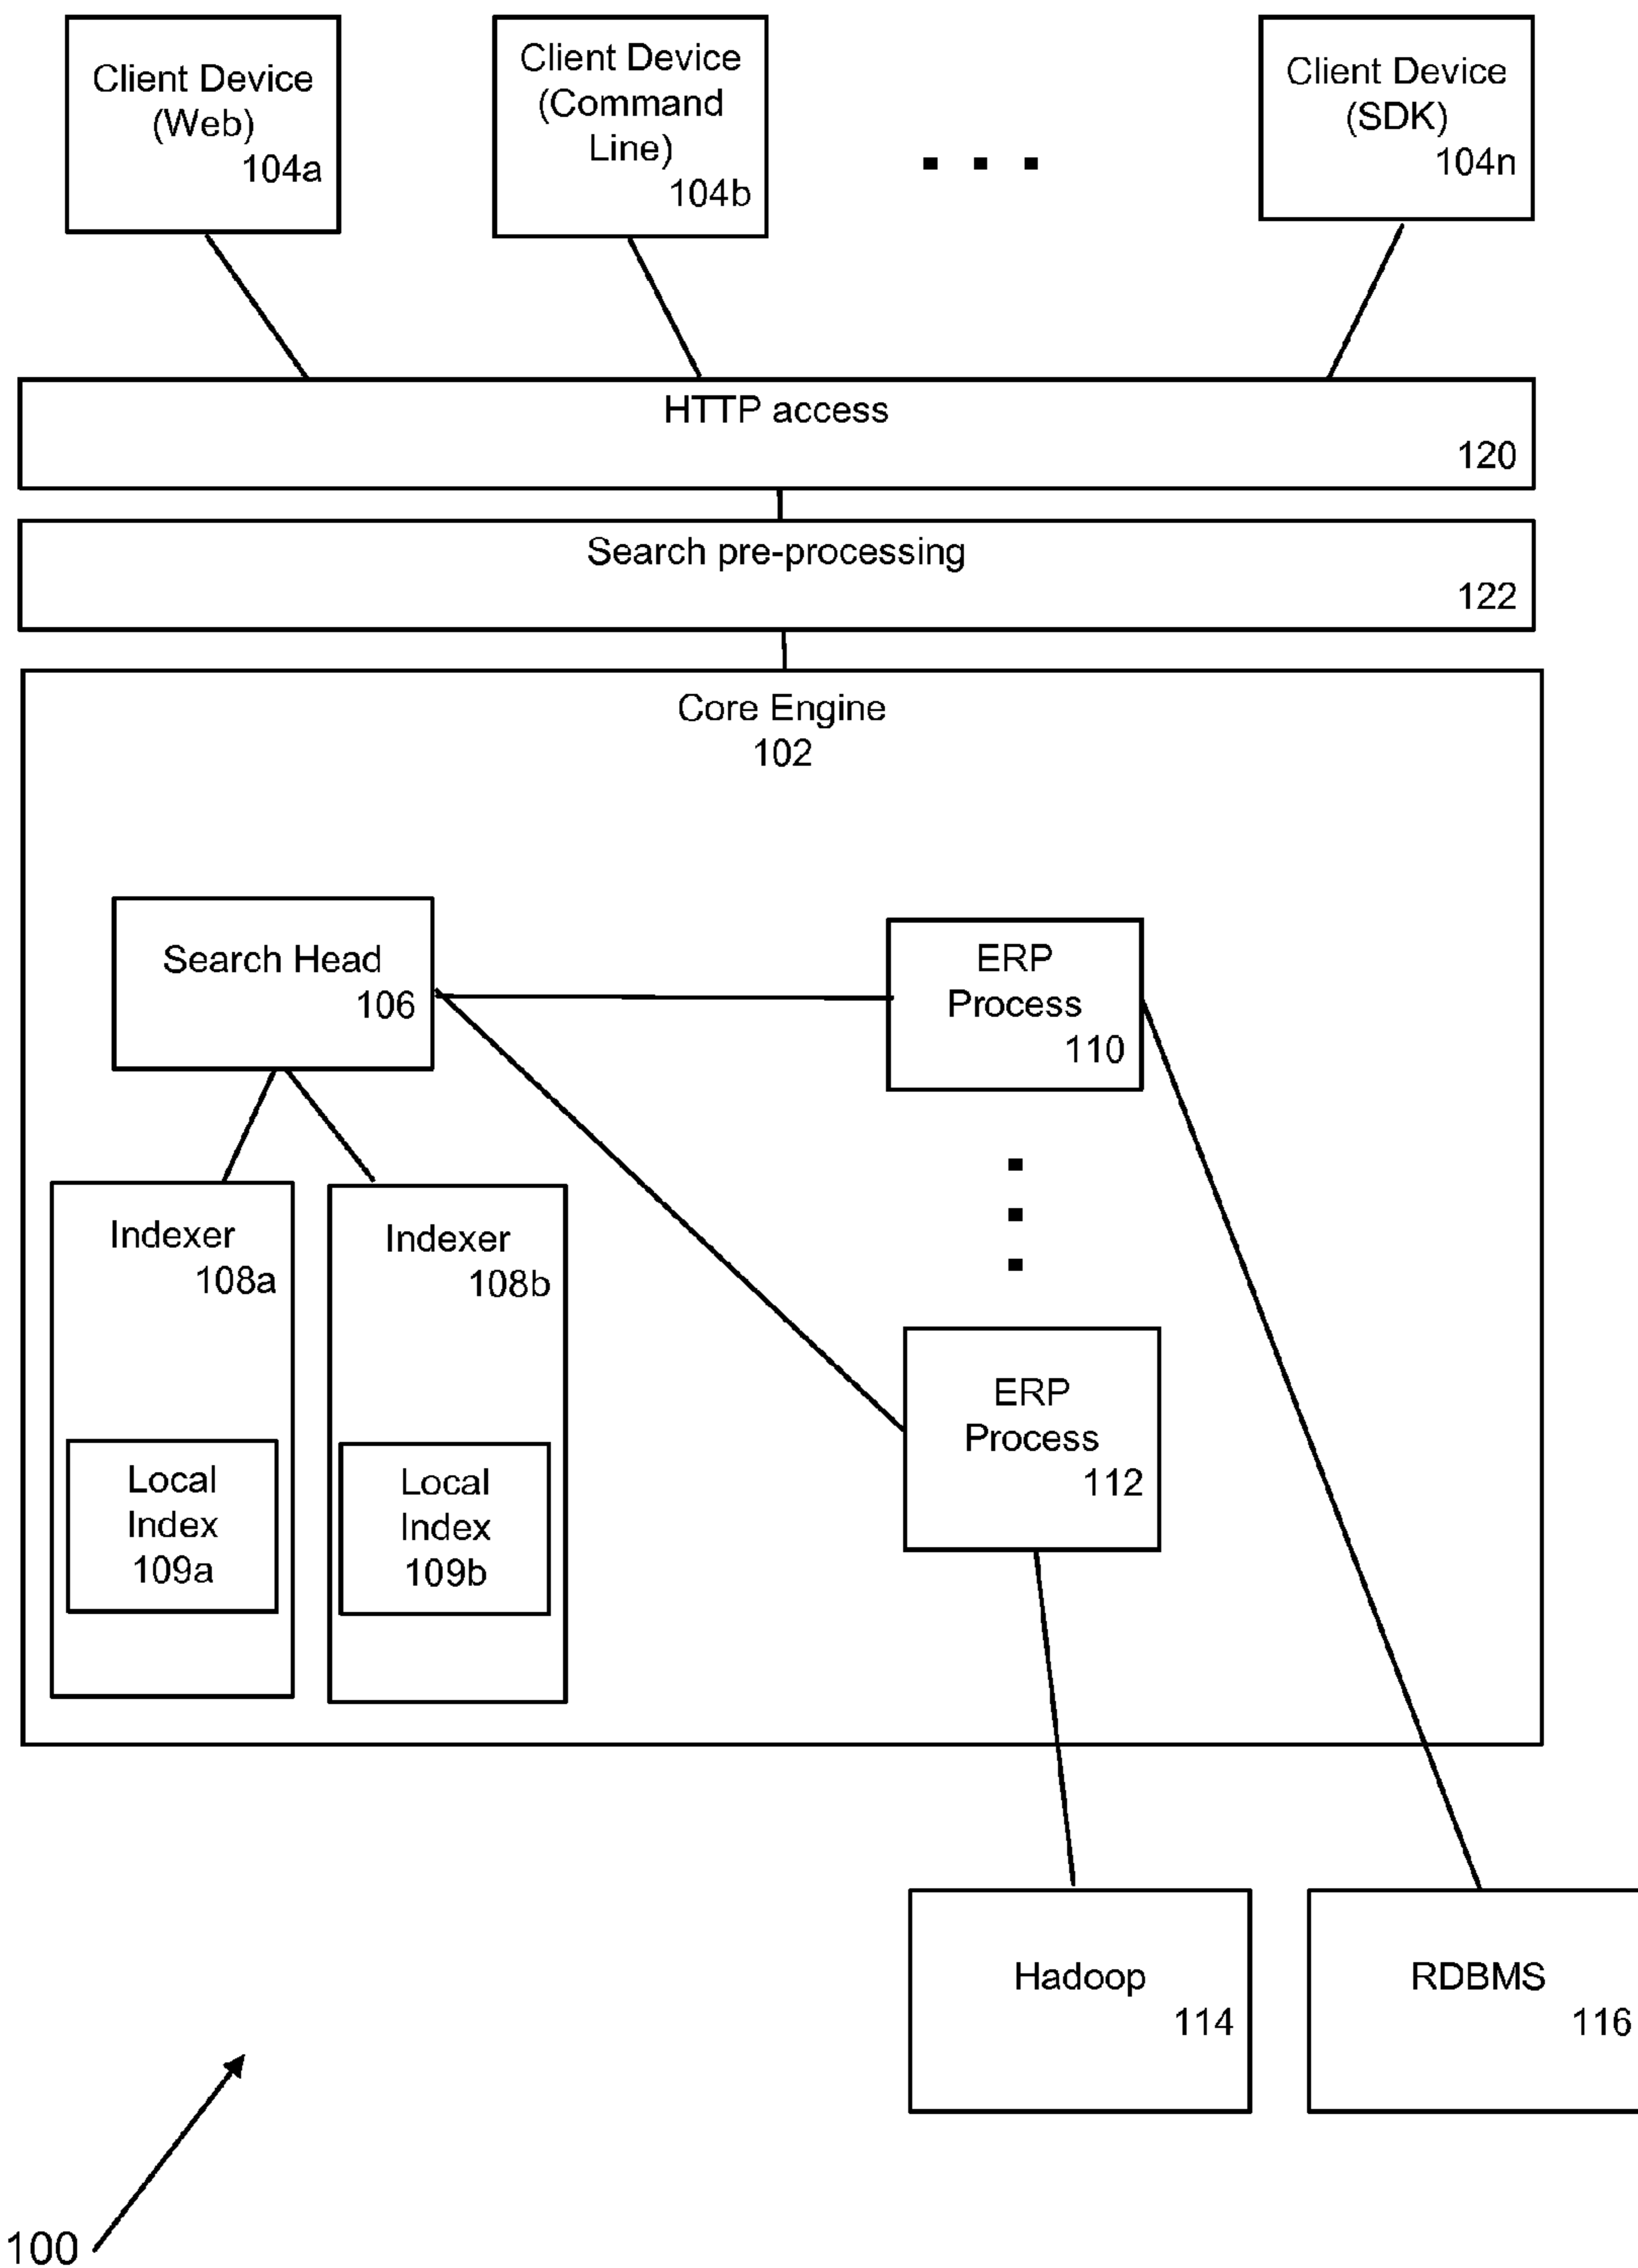 Client Device
(Web)
104a
Client Device
(Command
Line)
104b
Client Device
(SDK)
104n
HTTP access
120
Search pre-processing
122
Core Engine
102
Search Head
106
ERP
Process
110
Indexer
108a
Indexer
108b
Local
Index
109a
Local
Index
109b
ERP
Process
112
Hadoop
114
RDBMS
116
100